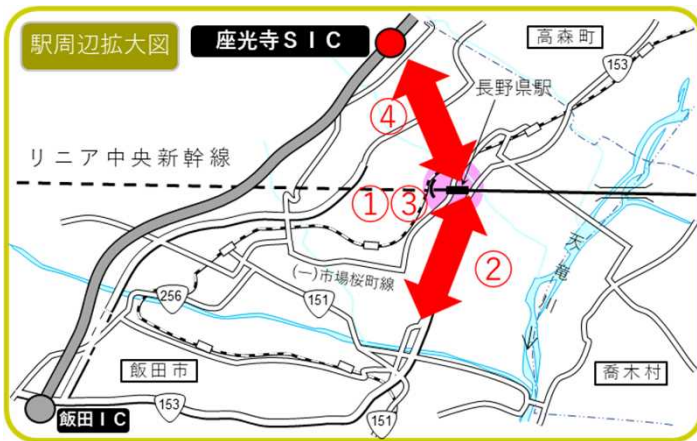 駅周辺拡大図
座光寺SIC
高森町
153
長野県駅
④
リニア中央新幹線
①③
②
天竜川
(一)市場桜町線
256
151
飯田市
喬木村
飯田IC
153
151